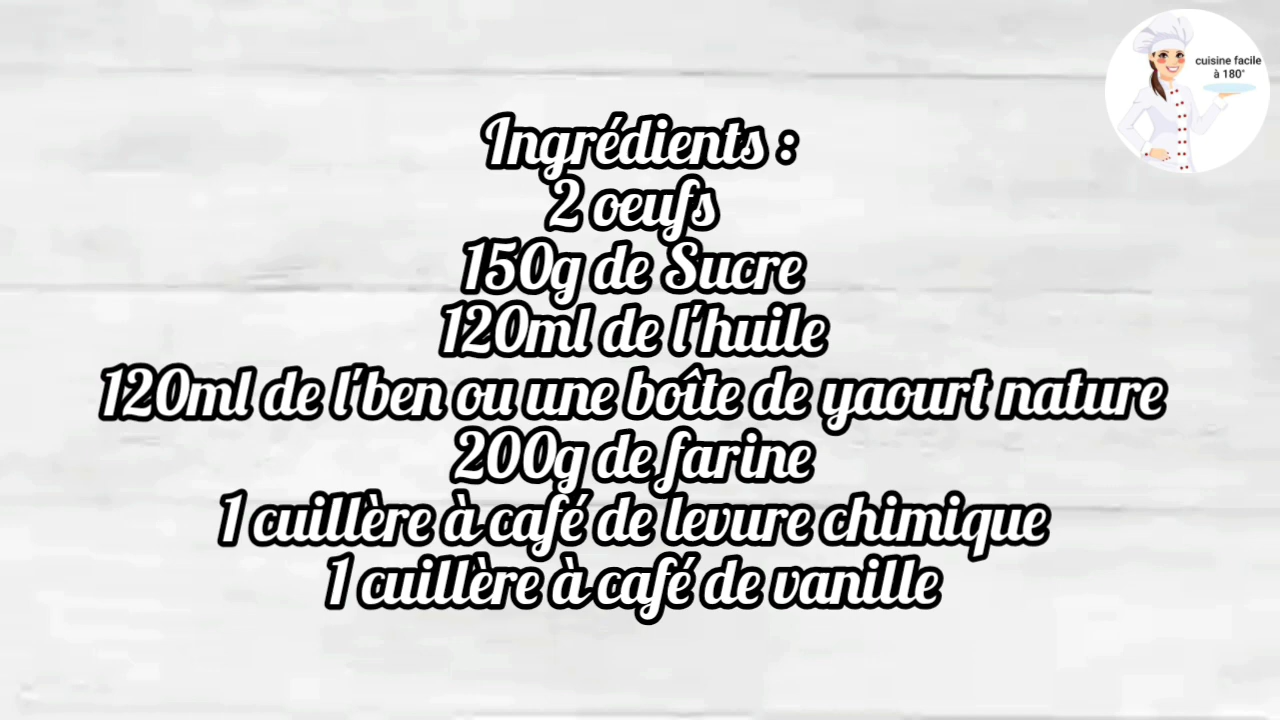 cuisine facile
à 180°
Ingrédients :
2 oeufs
150g de Sucre
120ml de l'huile
120ml de l'ben ou une boîte de yaourt nature
200g de farine
1 cuillère à café de levure chimique
1 cuillère à café de vanille